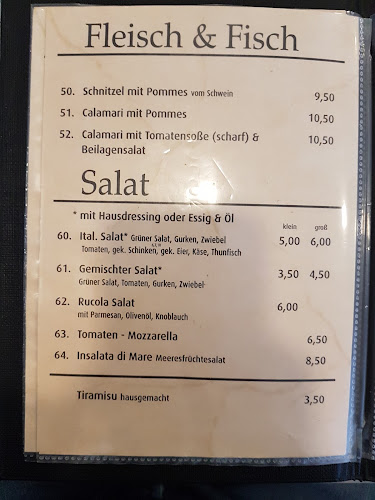 Fleisch & Fisch
50. Schnitzel mit Pommes vom Schwein 9,50
51. Calamari mit Pommes 10,50
52. Calamari mit Tomatensoße (scharf) & 10,50
Beilagensalat
Salat
* mit Hausdressing oder Essig & Öl klein groß
60. Ital. Salat* Grüner Salat, Gurken, Zwiebel 5,00 6,00
Tomaten, gek. Schinken, gek. Eier, Käse, Thunfisch
61. Gemischter Salat* 3,50 4,50
Grüner Salat, Tomaten, Gurken, Zwiebel
62. Rucola Salat 6,00
mit Parmesan, Olivenöl, Knoblauch
63. Tomaten - Mozzarella 6,50
64. Insalata di Mare Meeresfrüchtesalat 8,50
Tiramisu hausgemacht 3,50